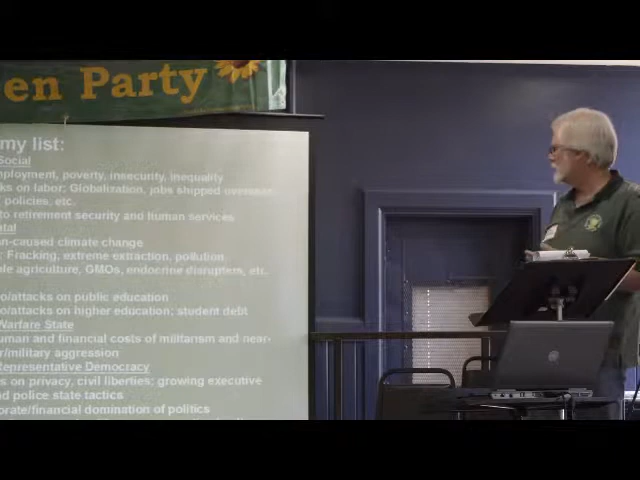 en Party
my list:
Social
mployment, poverty, insecurity, inequality
ks on labor: Globalization, jobs shipped overseas
policies, etc.
to retirement security and human services
tal
an-caused climate change
: Fracking, extreme extraction, pollution
le agriculture, GMOs, endocrine disruptors, etc.
o/attacks on public education
o/attacks on higher education; student debt
Warfare State
uman and financial costs of militarism and near-
r/military aggression
Representative Democracy
s on privacy, civil liberties; growing executive
nd police state tactics
orate/financial domination of politics